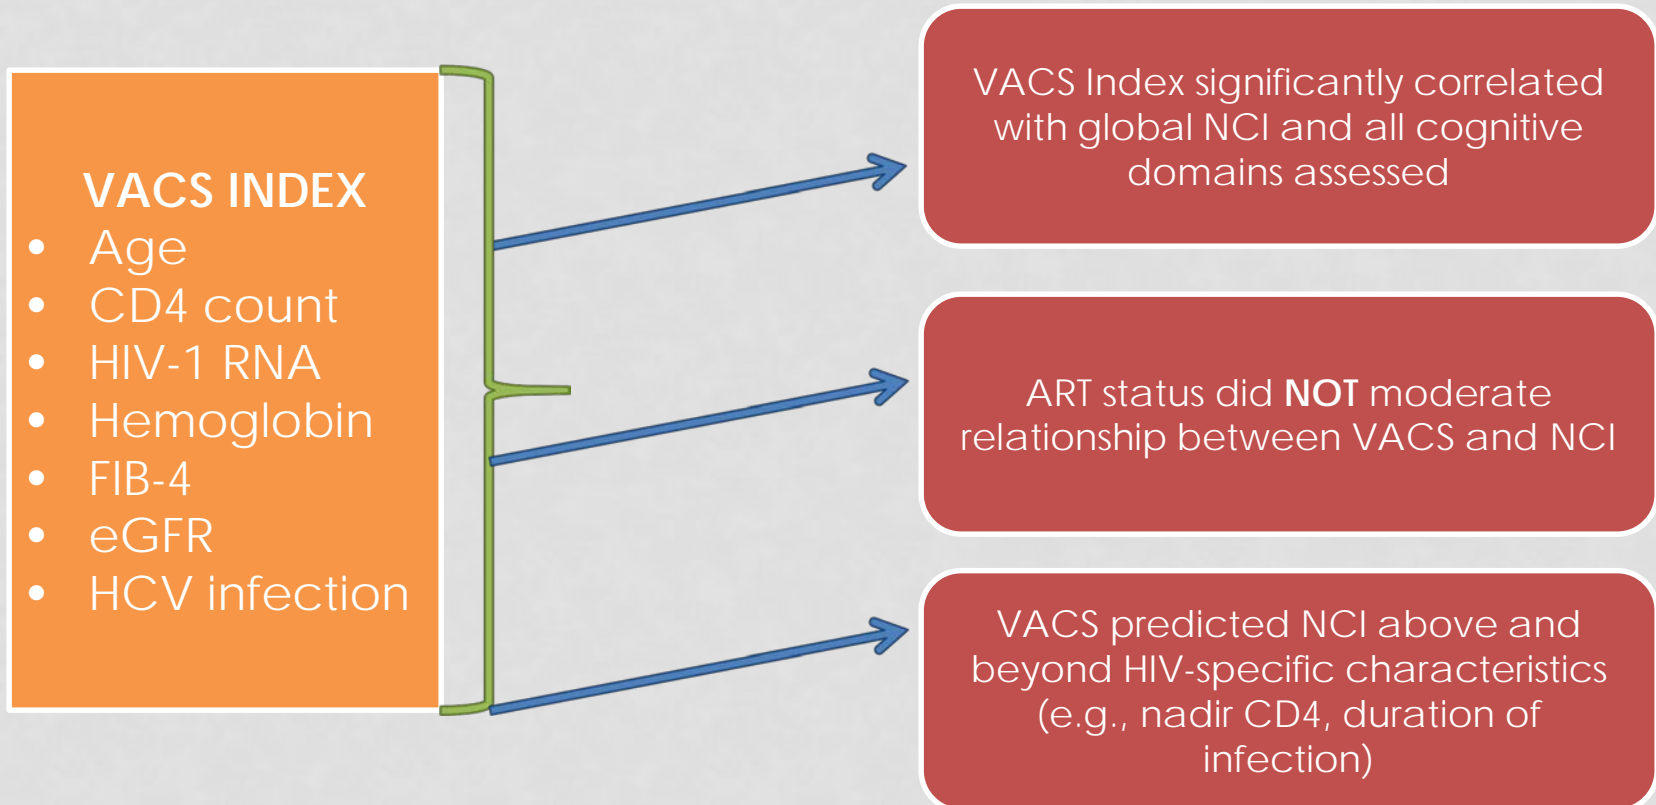 VACS INDEX
• Age
• CD4 count
• HIV-1 RNA
• Hemoglobin
• FIB-4
• eGFR
• HCV infection
VACS Index significantly correlated
with global NCI and all cognitive
domains assessed
ART status did NOT moderate
relationship between VACS and NCI
VACS predicted NCI above and
beyond HIV-specific characteristics
(e.g., nadir CD4, duration of
infection)